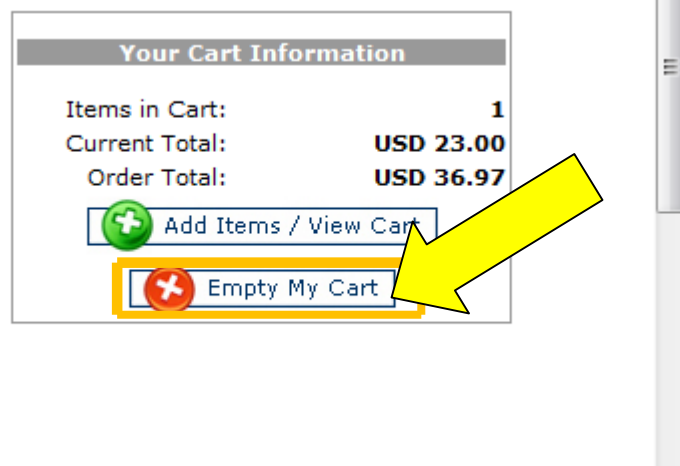 Your Cart Information
Items in Cart: 1
Current Total: USD 23.00
Order Total: USD 36.97
Add Items / View Cart
Empty My Cart